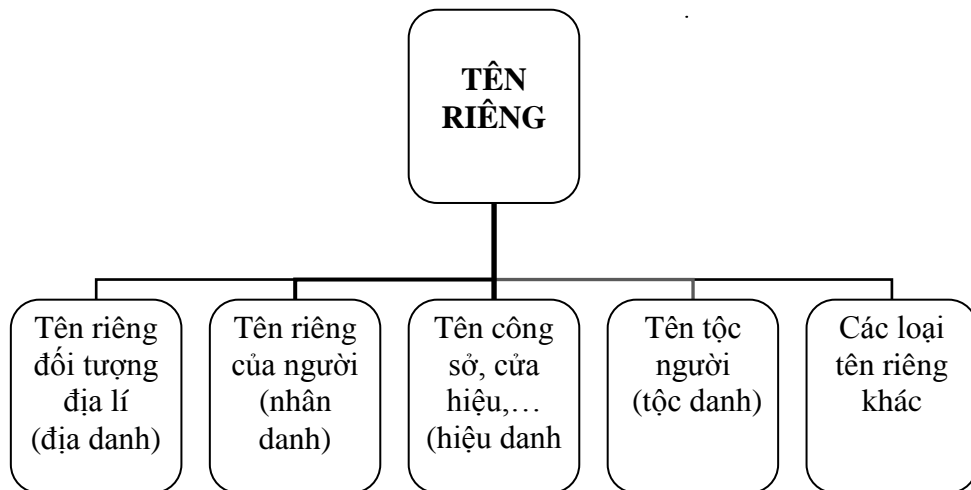 TÊN
RIÊNG
Tên riêng
đối tượng
địa lí
(địa danh)
Tên riêng
của người
(nhân
danh)
Tên công
sở, cửa
hiệu,…
(hiệu danh
Tên tộc
người
(tộc danh)
Các loại
tên riêng
khác